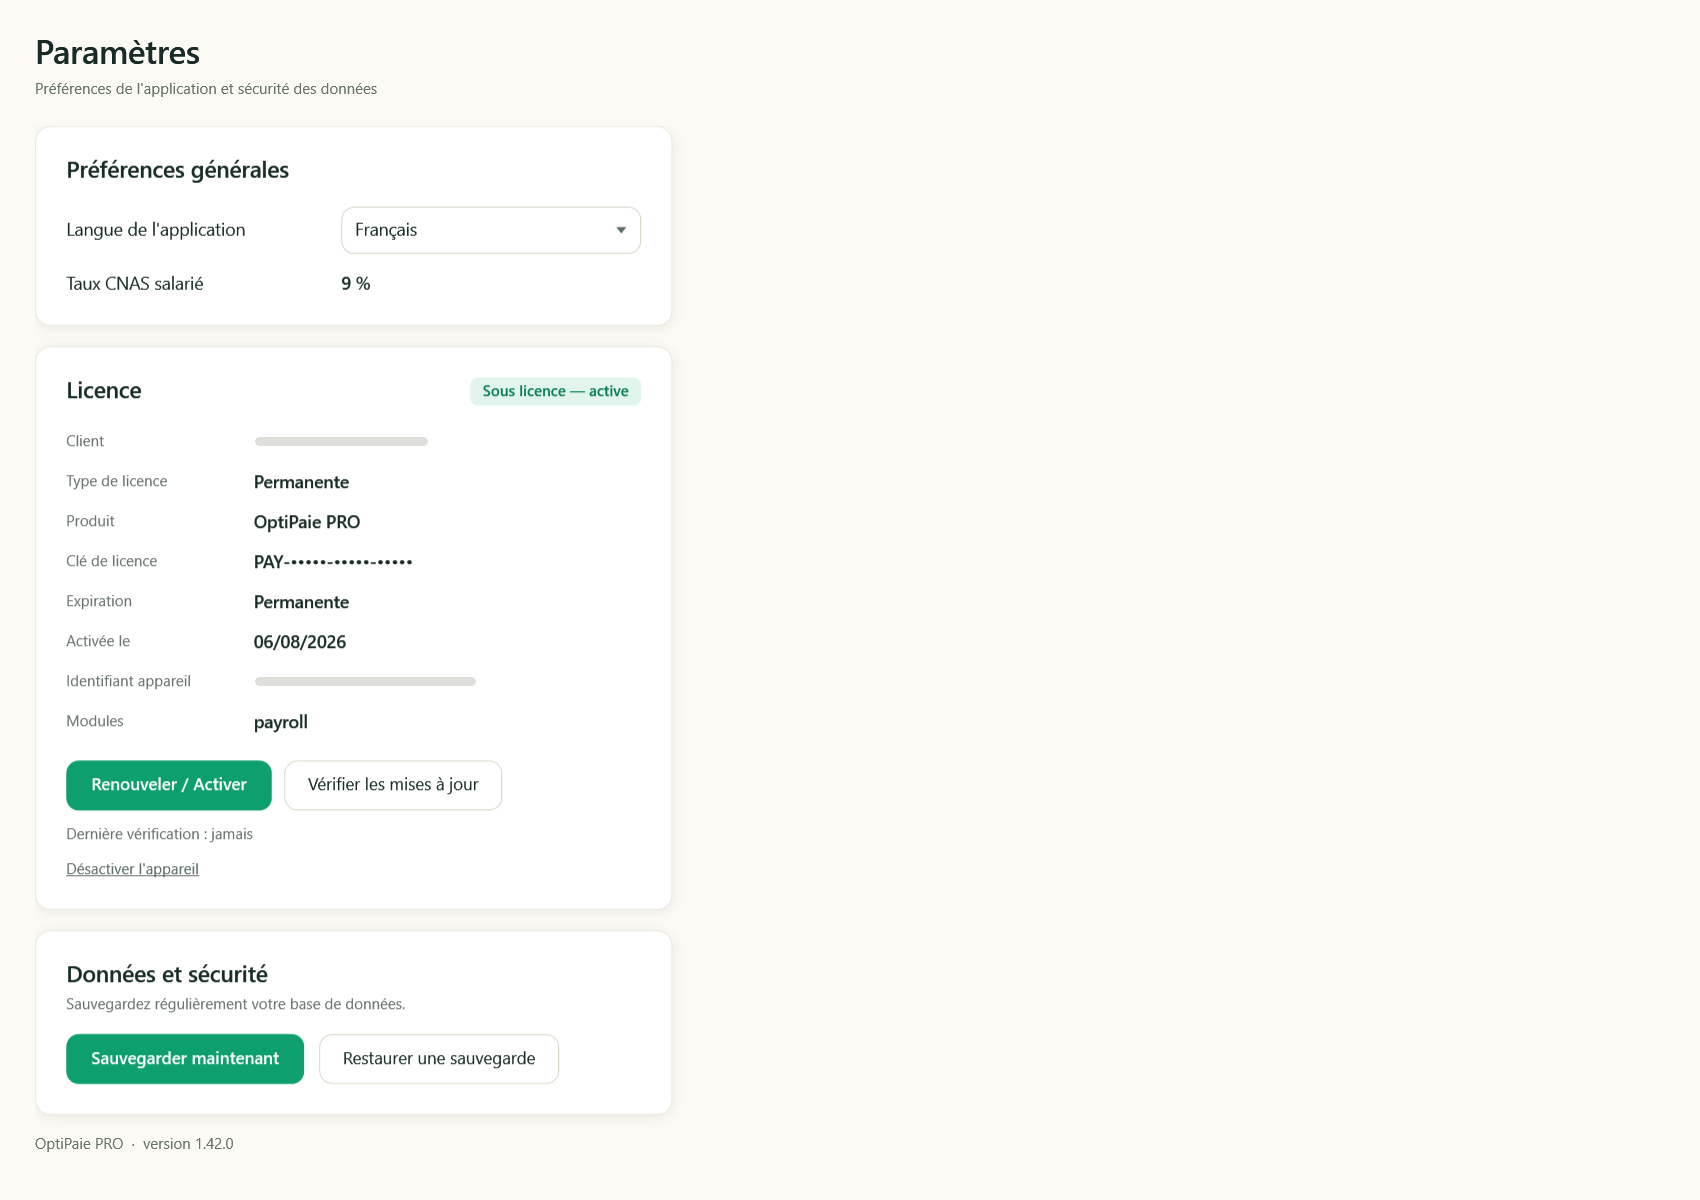 Paramètres
Préférences de l'application et sécurité des données
Préférences générales
Langue de l'application Français
Taux CNAS salarié 9 %
Licence Sous licence — active
Client
Type de licence Permanente
Produit OptiPaie PRO
Clé de licence PAY-•••••-•••••-•••••
Expiration Permanente
Activée le 06/08/2026
Identifiant appareil
Modules payroll
Renouveler / Activer Vérifier les mises à jour
Dernière vérification : jamais
Désactiver l'appareil
Données et sécurité
Sauvegardez régulièrement votre base de données.
Sauvegarder maintenant Restaurer une sauvegarde
OptiPaie PRO · version 1.42.0